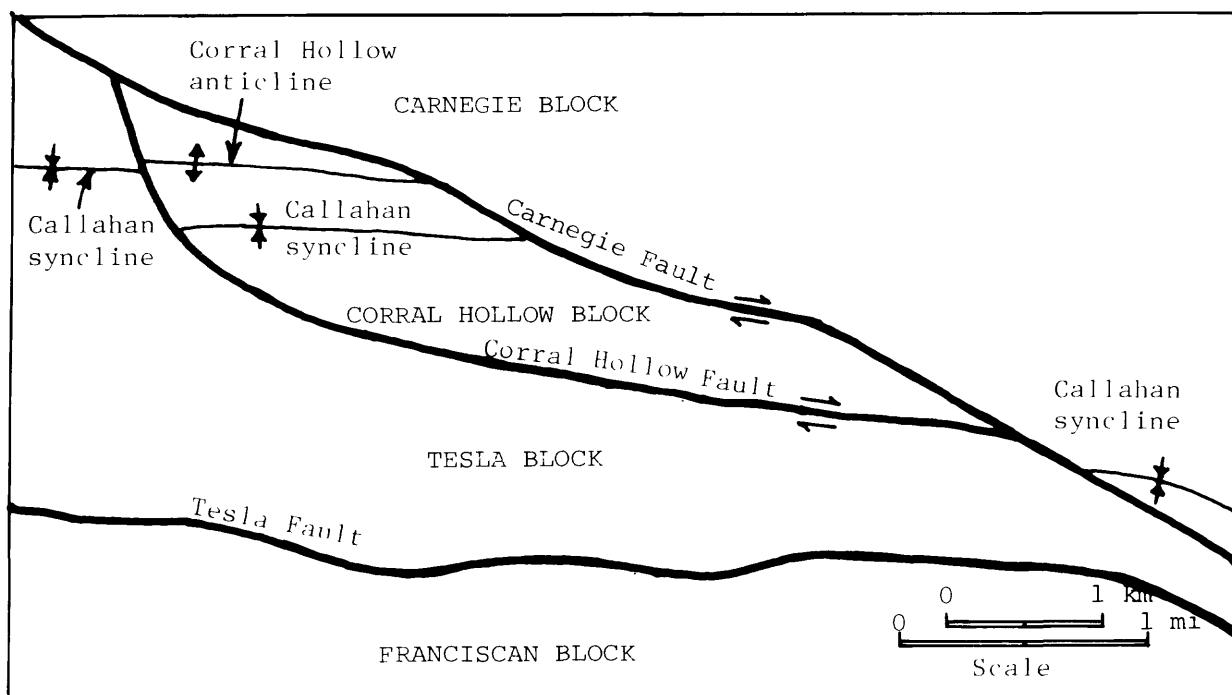 Corral Hollow
anticline
CARNEGIE BLOCK
Callahan
syncline
Callahan
syncline
Carnegie Fault
CORRAL HOLLOW BLOCK
Corral Hollow Fault
Callahan
syncline
TESLA BLOCK
Tesla Fault
0 1 km
0 1 mi
Scale
FRANCISCAN BLOCK